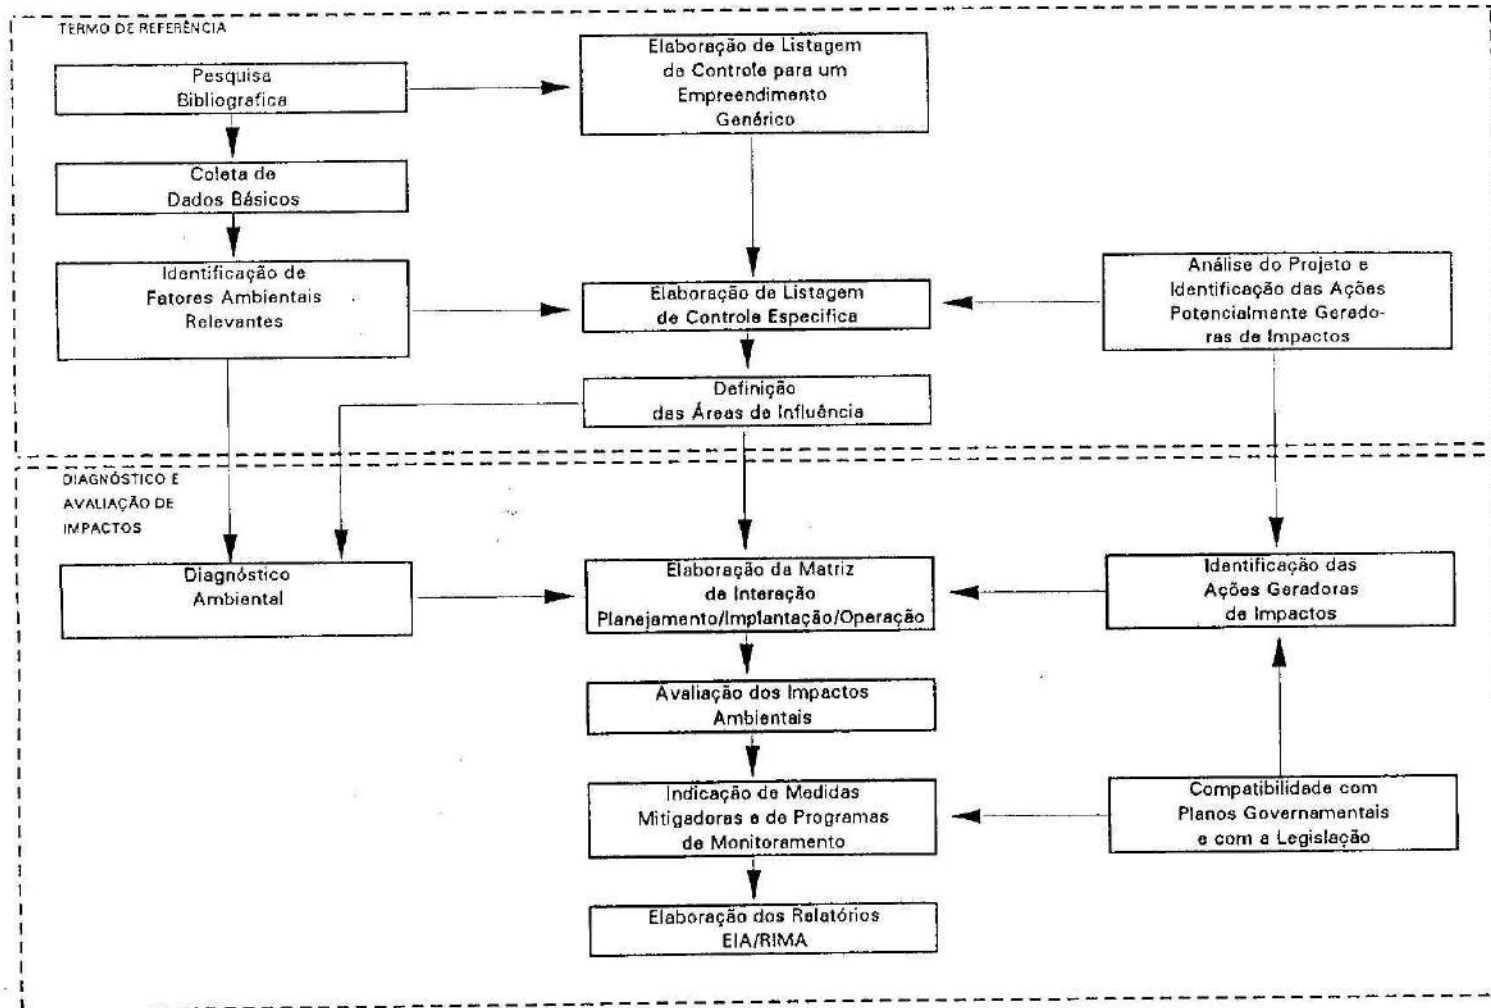 TERMO DE REFERÊNCIA
Pesquisa
Bibliografica
Elaboração de Listagem
de Controle para um
Empreendimento
Genérico
Coleta de
Dados Básicos
Identificação de
Fatores Ambientais
Relevantes
Elaboração de Listagem
de Controle Especifica
Análise do Projeto e
Identificação das Ações
Potencialmente Gerado-
ras de Impactos
Definição
das Áreas de Influência
DIAGNÓSTICO E
AVALIAÇÃO DE
IMPACTOS
Diagnóstico
Ambiental
Elaboração da Matriz
de Interação
Planejamento/Implantação/Operação
Identificação das
Ações Geradoras
de Impactos
Avaliação dos Impactos
Ambientais
Indicação de Medidas
Mitigadoras e de Programas
de Monitoramento
Compatibilidade com
Planos Governamentais
e com a Legislação
Elaboração dos Relatórios
EIA/RIMA